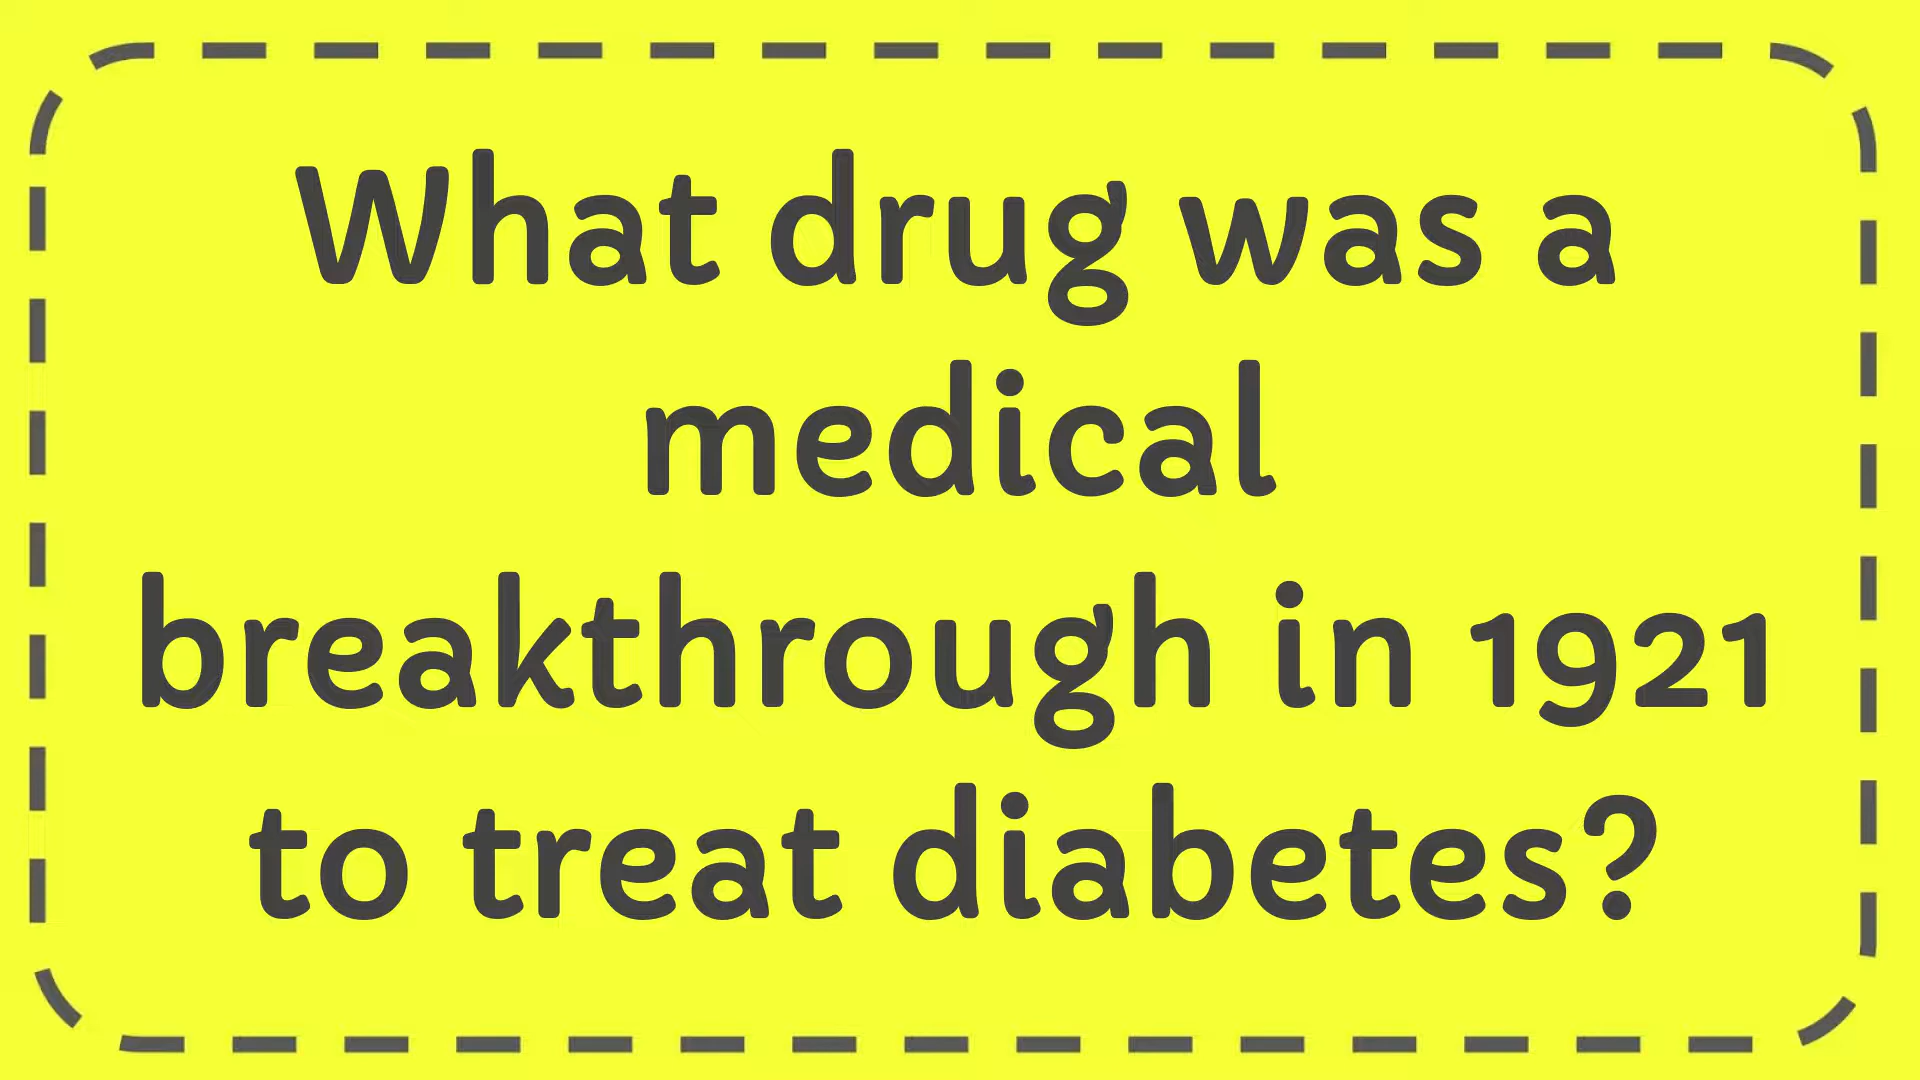 What drug was a
medical
breakthrough in 1921
to treat diabetes?